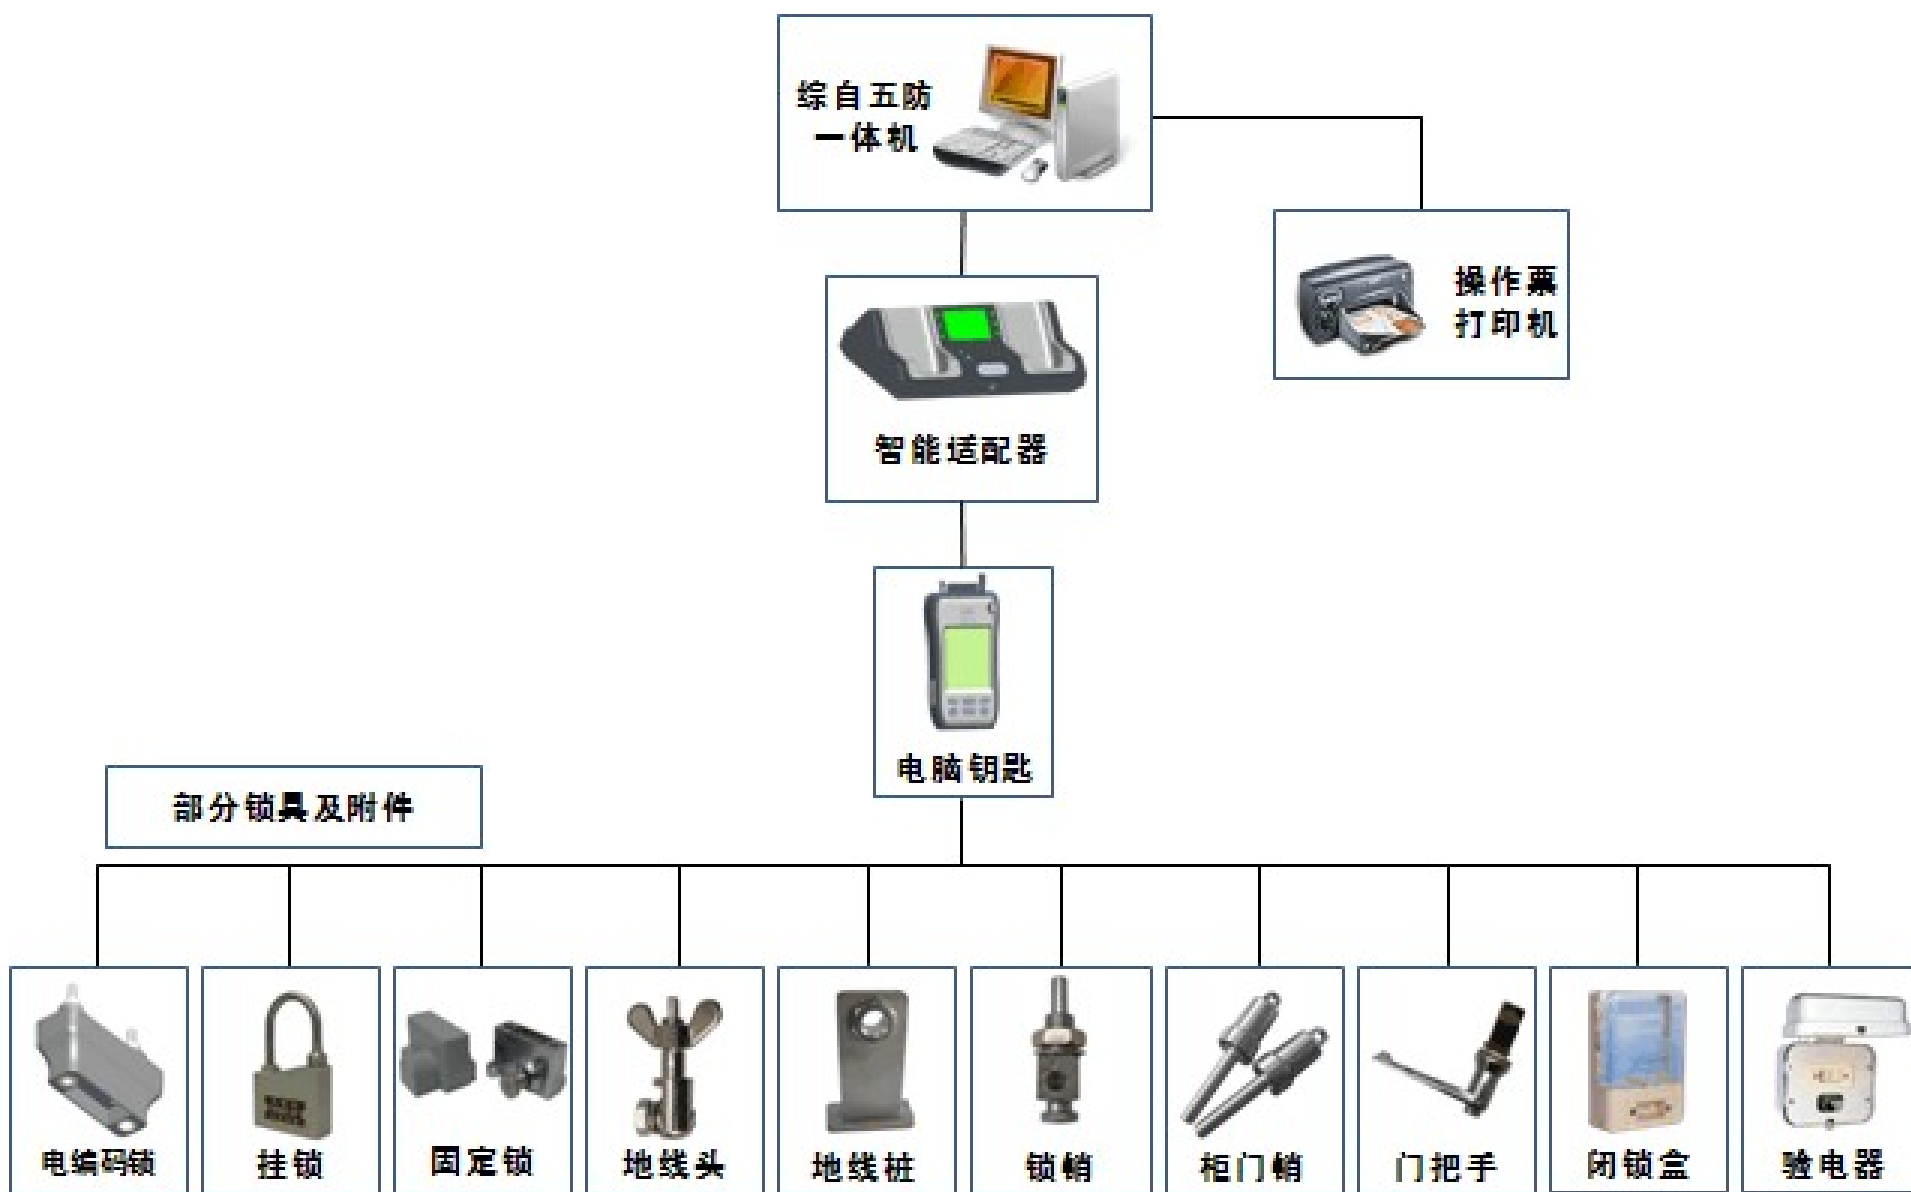 综自五防
一体机
操作票
打印机
智能适配器
电脑钥匙
部分锁具及附件
电编码锁
挂锁
固定锁
地线头
地线桩
锁销
柜门销
门把手
闭锁盒
验电器